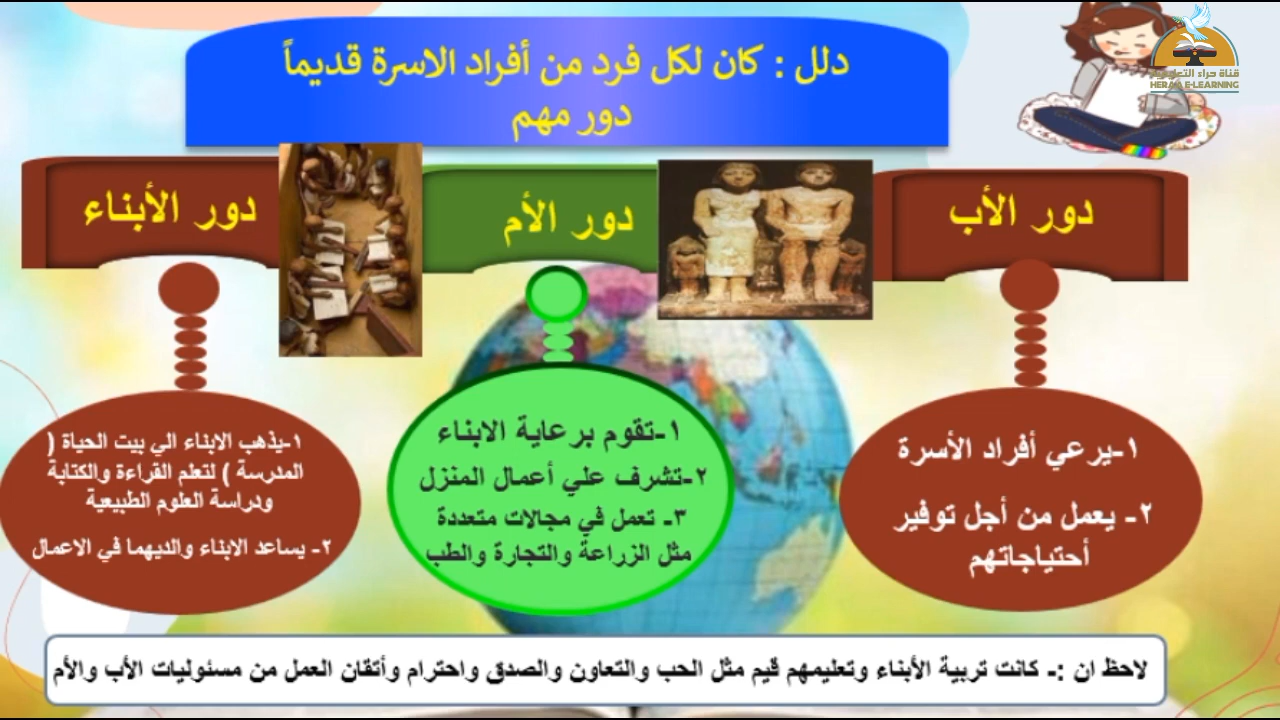 دلل : كان لكل فرد من أفراد الاسرة قديماً
دور مهم
قناة حراء التعليمية
HERAA E-LEARNING
دور الأب
١-يرعي أفراد الأسرة
٢- يعمل من أجل توفير
أحتياجاتهم
دور الأم
١-تقوم برعاية الابناء
٢-تشرف علي أعمال المنزل
٣- تعمل في مجالات متعددة
مثل الزراعة والتجارة والطب
دور الأبناء
١-يذهب الابناء الي بيت الحياة (
المدرسة ) لتعلم القراءة والكتابة
ودراسة العلوم الطبيعية
٢- يساعد الابناء والديهما في الاعمال
لاحظ ان :- كانت تربية الأبناء وتعليمهم قيم مثل الحب والتعاون والصدق واحترام وأتقان العمل من مسئوليات الأب والأم